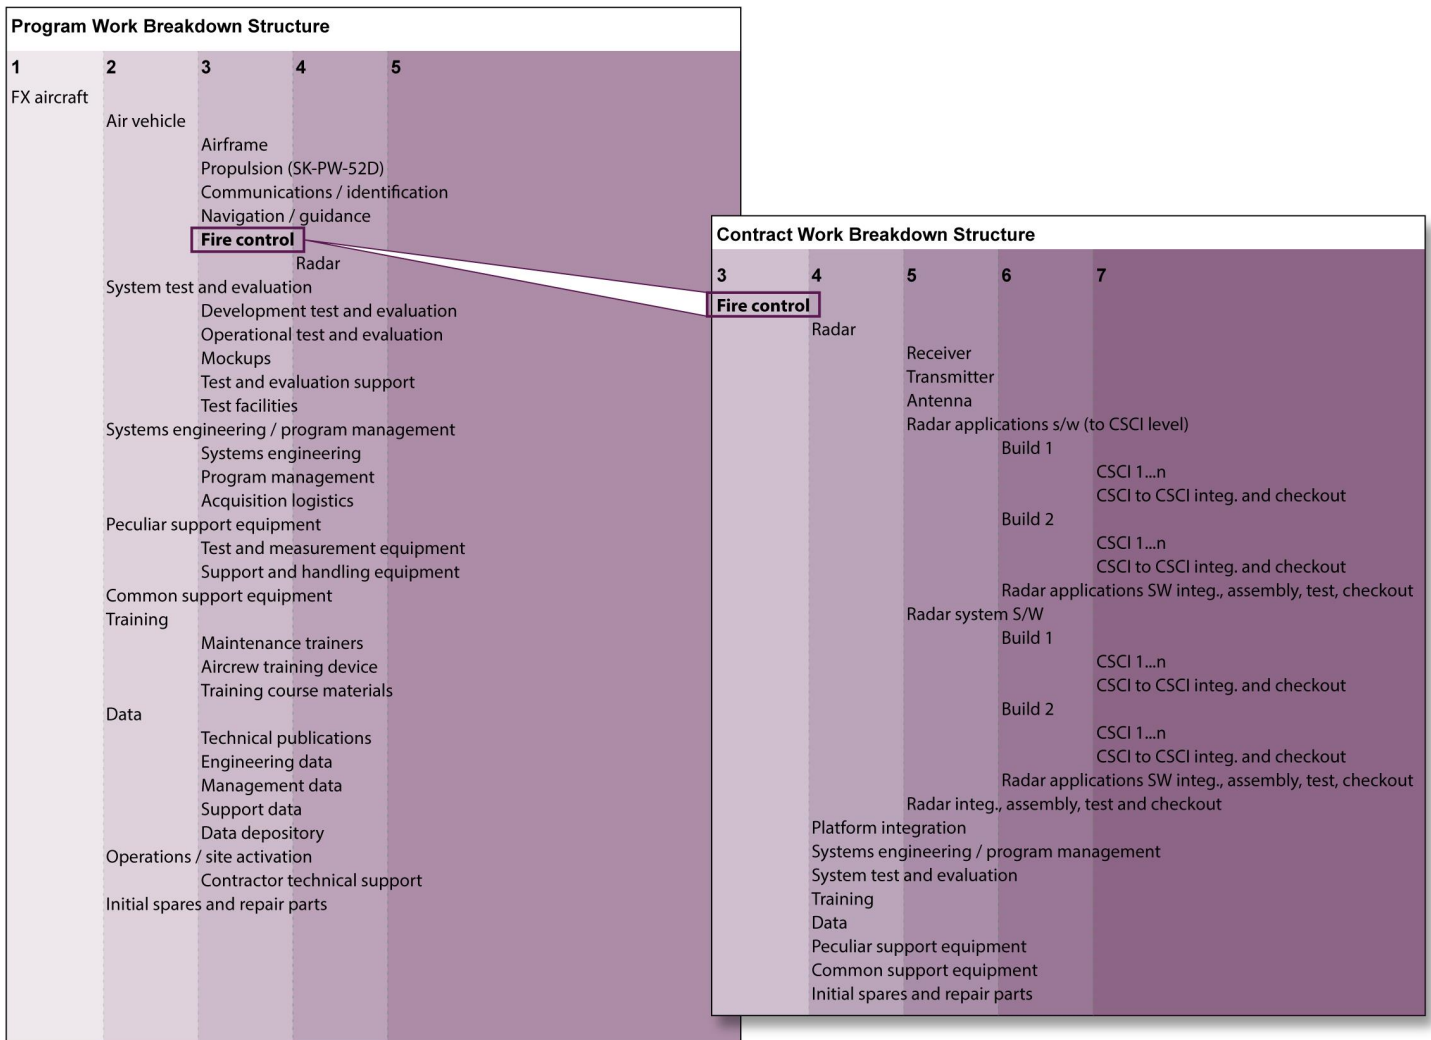 Program Work Breakdown Structure
1 2 3 4 5
FX aircraft
Air vehicle
Airframe
Propulsion (SK-PW-52D)
Communications / identification
Navigation / guidance
Fire control
Radar
System test and evaluation
Development test and evaluation
Operational test and evaluation
Mockups
Test and evaluation support
Test facilities
Systems engineering / program management
Systems engineering
Program management
Acquisition logistics
Peculiar support equipment
Test and measurement equipment
Support and handling equipment
Common support equipment
Training
Maintenance trainers
Aircrew training device
Training course materials
Data
Technical publications
Engineering data
Management data
Support data
Data depository
Operations / site activation
Contractor technical support
Initial spares and repair parts
Contract Work Breakdown Structure
3 4 5 6 7
Fire control
Radar
Receiver
Transmitter
Antenna
Radar applications s/w (to CSCI level)
Build 1
CSCI 1...n
CSCI to CSCI integ. and checkout
Build 2
CSCI 1...n
CSCI to CSCI integ. and checkout
Radar applications SW integ., assembly, test, checkout
Radar system S/W
Build 1
CSCI 1...n
CSCI to CSCI integ. and checkout
Build 2
CSCI 1...n
CSCI to CSCI integ. and checkout
Radar applications SW integ., assembly, test, checkout
Radar integ., assembly, test and checkout
Platform integration
Systems engineering / program management
System test and evaluation
Training
Data
Peculiar support equipment
Common support equipment
Initial spares and repair parts